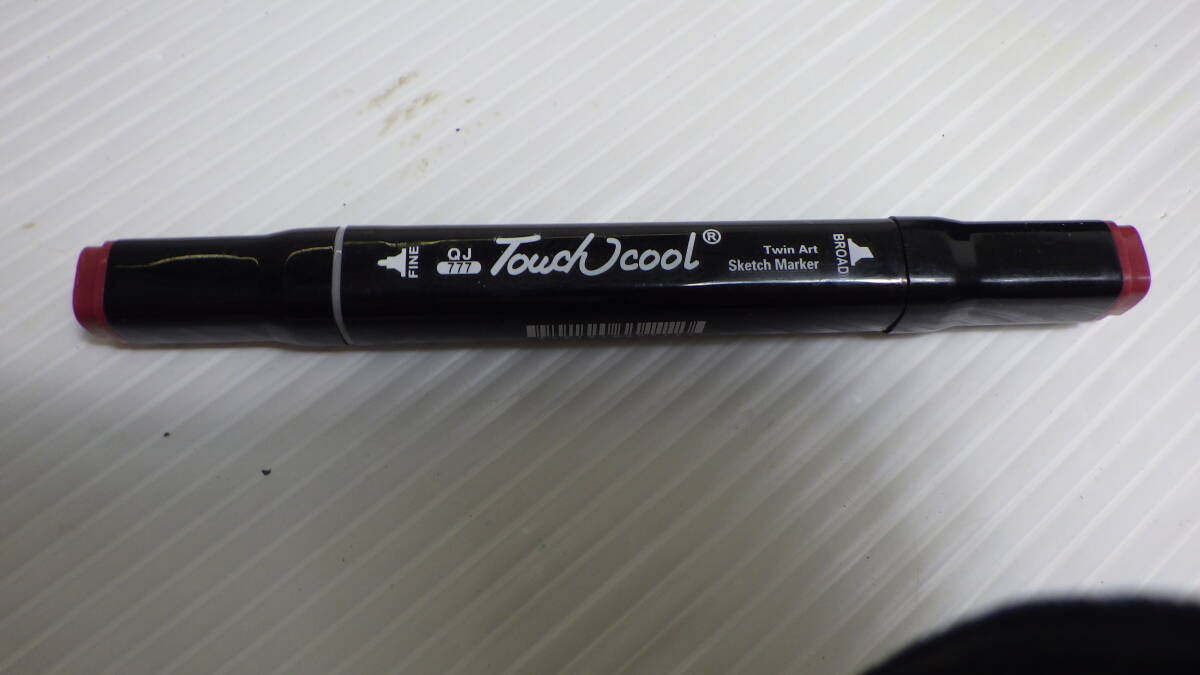 FINE
QJ
777
TouchCool®
Twin Art
Sketch Marker
BROAD